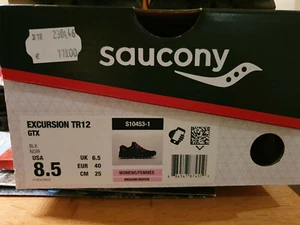 230446
saucony
EXCURSION TR12
GTX
S10453-1
BLK
NOIR
USA
8.5
UK 6.5
EUR 40
CM 25
WOMENS/FEMMES